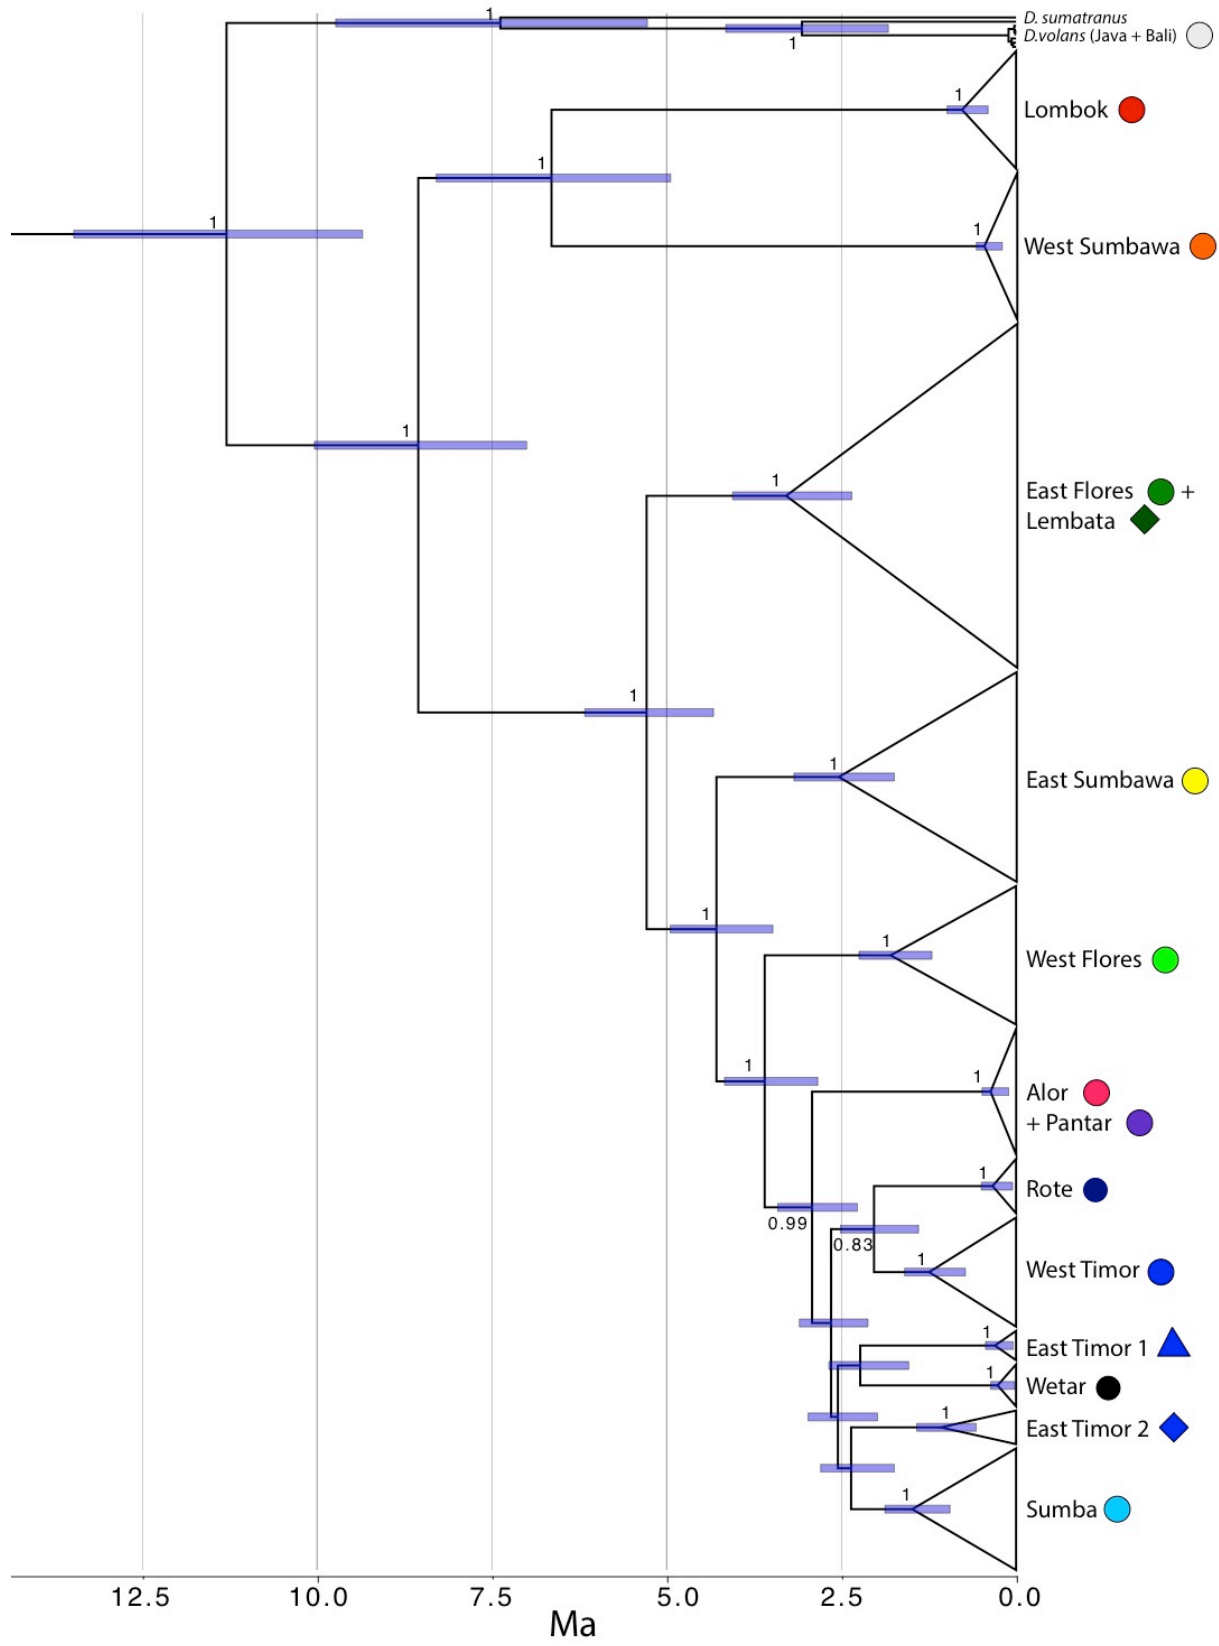 1
D. sumatranus
D.volans (Java + Bali)
1
1
Lombok
1
1
1
West Sumbawa
1
1
East Flores +
Lembata
1
1
East Sumbawa
1
1
West Flores
1
1
Alor
+ Pantar
1
Rote
0.99
0.83
1
West Timor
1
East Timor 1
1
Wetar
1
East Timor 2
1
Sumba
12.5 10.0 7.5 5.0 2.5 0.0
Ma